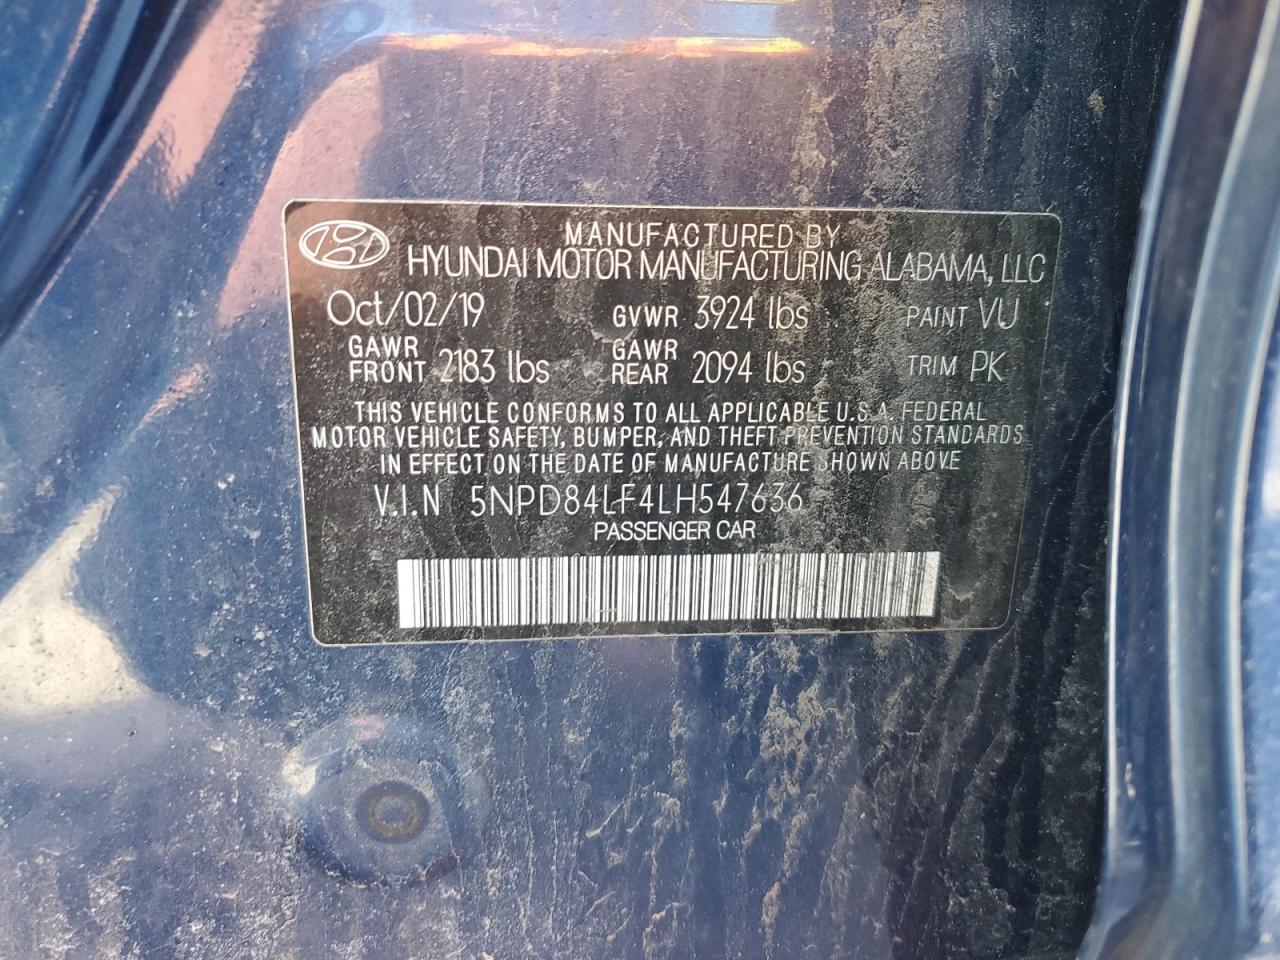 MANUFACTURED BY
HYUNDAI MOTOR MANUFACTURING ALABAMA, LLC
Oct/02/19 GVWR 3924 lbs PAINT VU
GAWR FRONT 2183 lbs GAWR REAR 2094 lbs TRIM PK
THIS VEHICLE CONFORMS TO ALL APPLICABLE U.S.A. FEDERAL
MOTOR VEHICLE SAFETY, BUMPER, AND THEFT PREVENTION STANDARDS
IN EFFECT ON THE DATE OF MANUFACTURE SHOWN ABOVE
V.I.N 5NPD84LF4LH547636
PASSENGER CAR